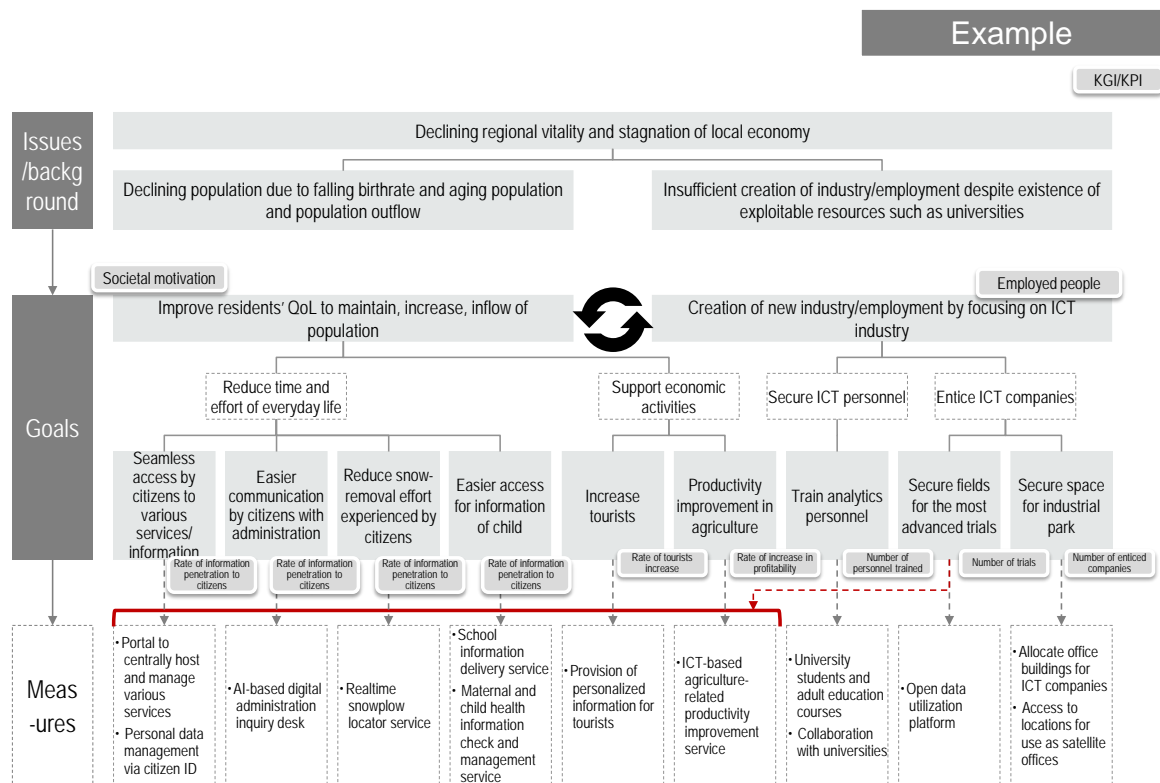 Example
KGI/KPI
Issues
/backg
round
Declining regional vitality and stagnation of local economy
Declining population due to falling birthrate and aging population
and population outflow
Insufficient creation of industry/employment despite existence of
exploitable resources such as universities
Societal motivation
Employed people
Goals
Improve residents' QoL to maintain, increase, inflow of
population
Creation of new industry/employment by focusing on ICT
industry
Reduce time and
effort of everyday life
Support economic
activities
Secure ICT personnel
Entice ICT companies
Seamless
access by
citizens to
various
services/
information
Easier
communication
by citizens with
administration
Reduce snow-
removal effort
experienced by
citizens
Easier access
for information
of child
Increase
tourists
Productivity
improvement in
agriculture
Train analytics
personnel
Secure fields
for the most
advanced trials
Secure space
for industrial
park
Rate of information
penetration to
citizens
Rate of information
penetration to
citizens
Rate of information
penetration to
citizens
Rate of information
penetration to
citizens
Rate of tourists
increase
Rate of increase in
profitability
Number of
personnel trained
Number of trials
Number of enticed
companies
Meas
-ures
• Portal to
centrally host
and manage
various
services
• Personal data
management
via citizen ID
• AI-based digital
administration
inquiry desk
• Realtime
snowplow
locator service
• School
information
delivery service
• Maternal and
child health
information
check and
management
service
• Provision of
personalized
information for
tourists
• ICT-based
agriculture-
related
productivity
improvement
service
• University
students and
adult education
courses
• Collaboration
with universities
• Open data
utilization
platform
• Allocate office
buildings for
ICT companies
• Access to
locations for
use as satellite
offices